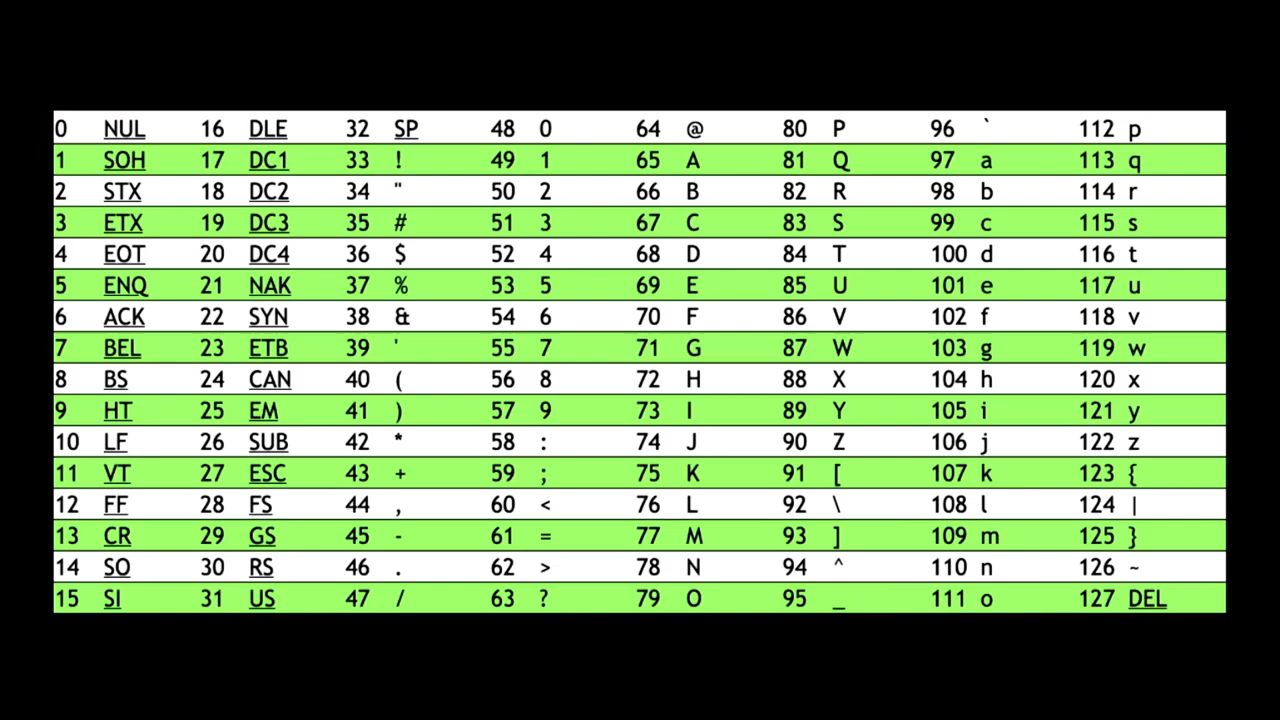 0 NUL 16 DLE 32 SP 48 0 64 @ 80 P 96 ` 112 p
1 SOH 17 DC1 33 ! 49 1 65 A 81 Q 97 a 113 q
2 STX 18 DC2 34 " 50 2 66 B 82 R 98 b 114 r
3 ETX 19 DC3 35 # 51 3 67 C 83 S 99 c 115 s
4 EOT 20 DC4 36 $ 52 4 68 D 84 T 100 d 116 t
5 ENQ 21 NAK 37 % 53 5 69 E 85 U 101 e 117 u
6 ACK 22 SYN 38 & 54 6 70 F 86 V 102 f 118 v
7 BEL 23 ETB 39 ' 55 7 71 G 87 W 103 g 119 w
8 BS 24 CAN 40 ( 56 8 72 H 88 X 104 h 120 x
9 HT 25 EM 41 ) 57 9 73 I 89 Y 105 i 121 y
10 LF 26 SUB 42 * 58 : 74 J 90 Z 106 j 122 z
11 VT 27 ESC 43 + 59 ; 75 K 91 [ 107 k 123 {
12 FF 28 FS 44 , 60 < 76 L 92 \ 108 l 124 |
13 CR 29 GS 45 - 61 = 77 M 93 ] 109 m 125 }
14 SO 30 RS 46 . 62 > 78 N 94 ^ 110 n 126 ~
15 SI 31 US 47 / 63 ? 79 O 95 _ 111 o 127 DEL